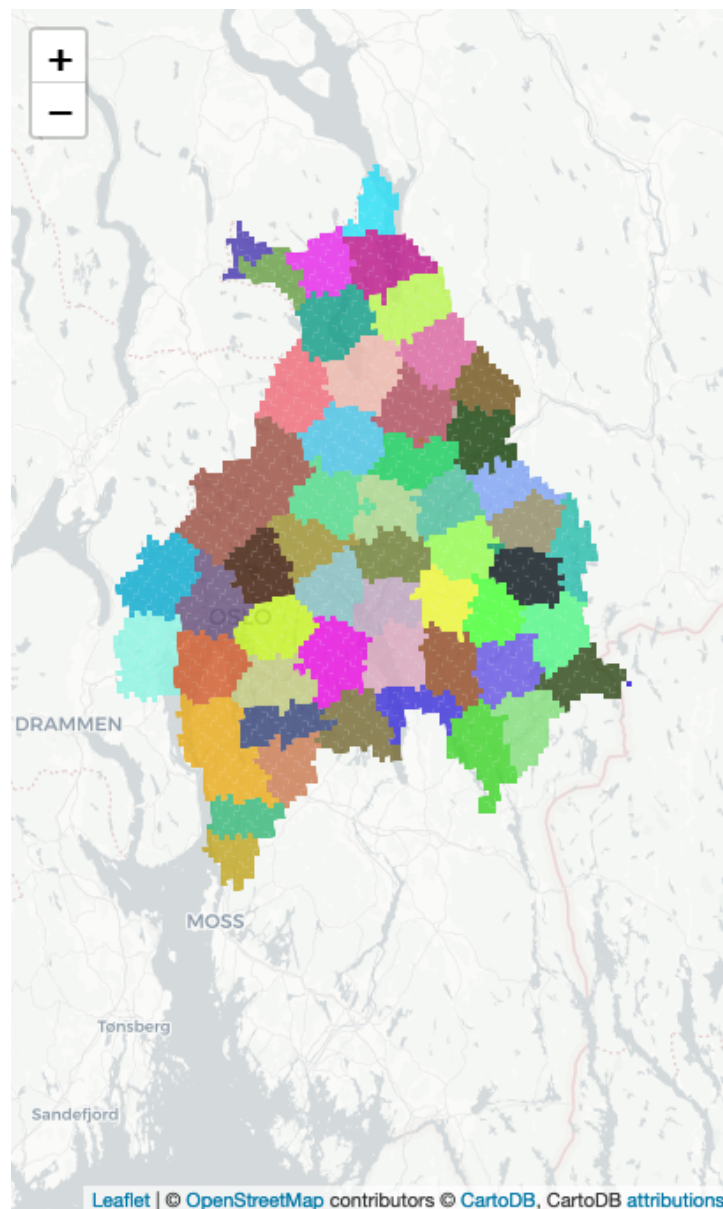 +
−
OSLO
DRAMMEN
MOSS
Tønsberg
Sandefjord
Leaflet | © OpenStreetMap contributors © CartoDB, CartoDB attributions